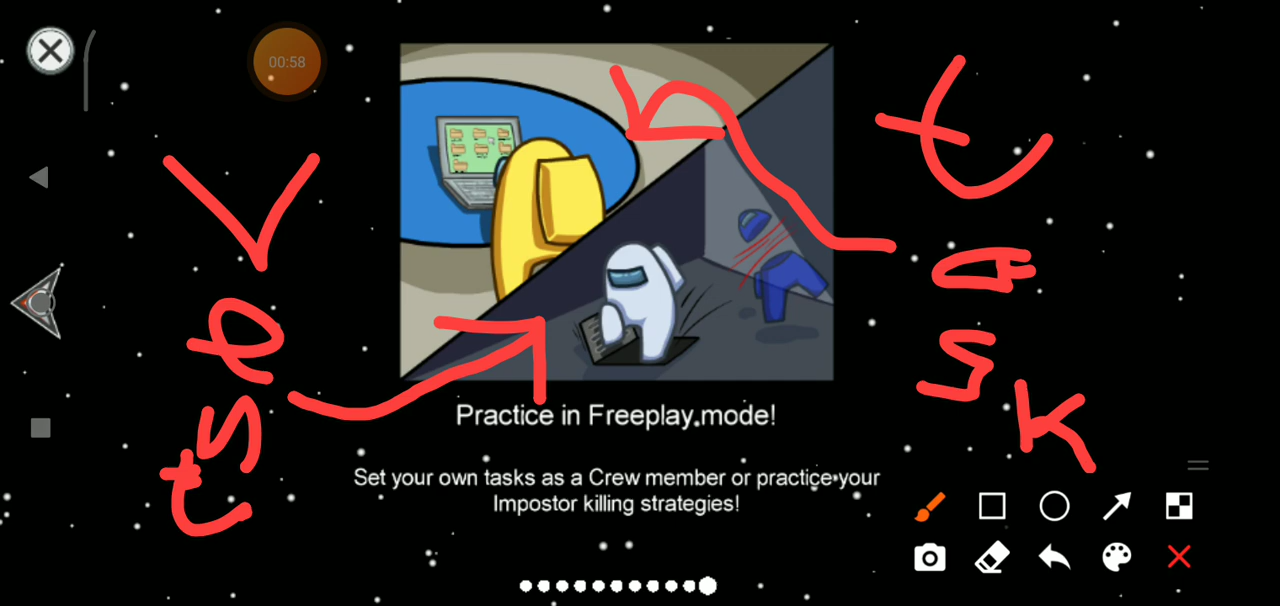 00:58
task
Practice in Freeplay mode!
Set your own tasks as a Crew member or practice your
Impostor killing strategies!